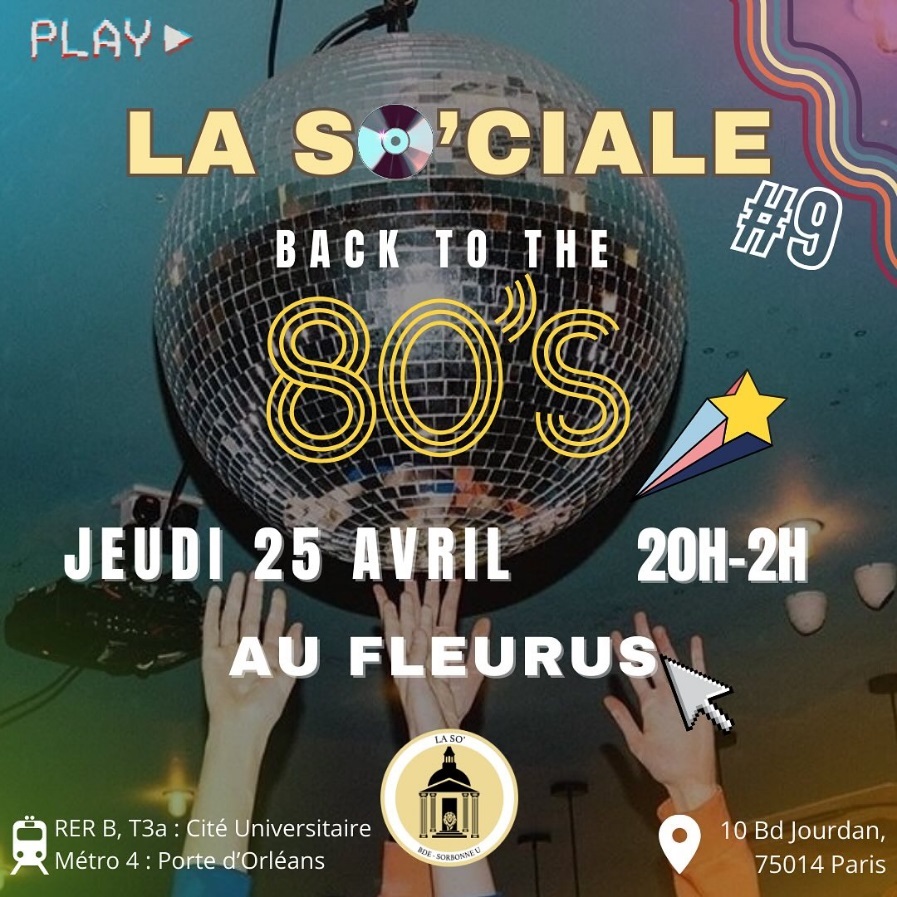 PLAY
LA SO'CIALE
#9
BACK TO THE
80'S
JEUDI 25 AVRIL 20H-2H
AU FLEURUS
LA SO'
BDE - SORBONNE U
RER B, T3a : Cité Universitaire
Métro 4 : Porte d'Orléans
10 Bd Jourdan,
75014 Paris